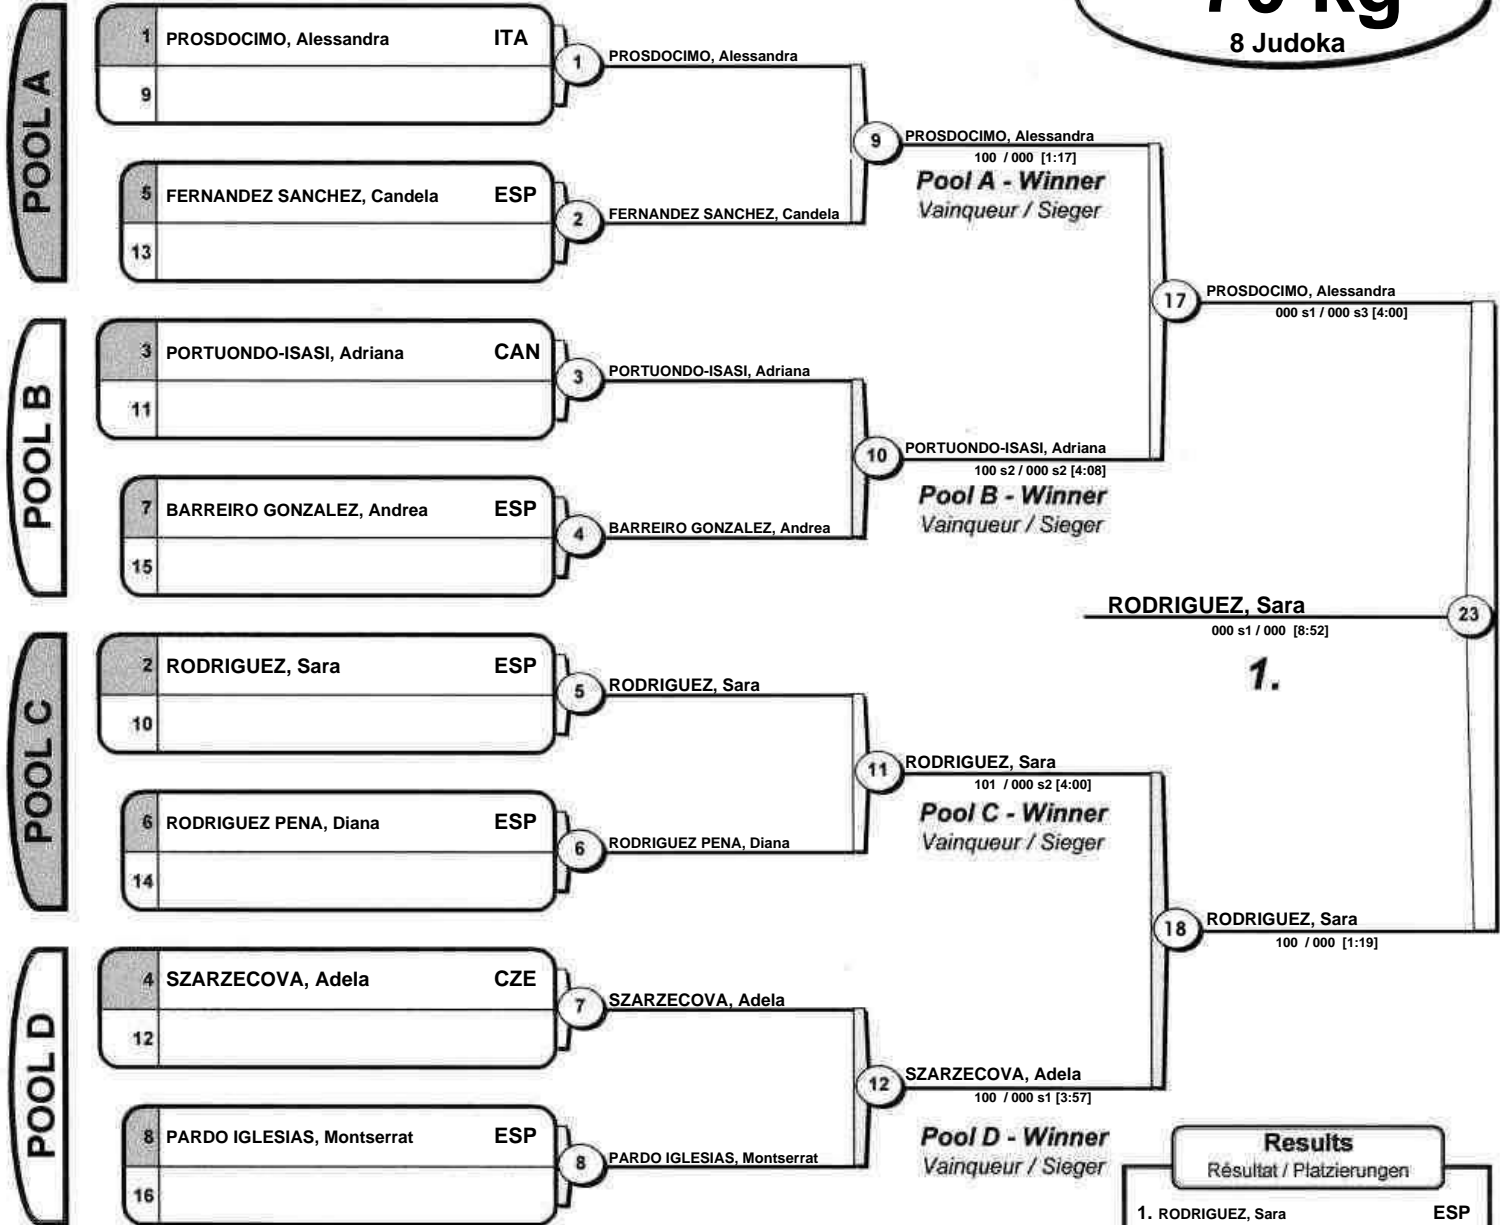 70 kg
8 Judoka
POOL A
1 PROSDOCIMO, Alessandra ITA
9
5 FERNANDEZ SANCHEZ, Candela ESP
13
1 PROSDOCIMO, Alessandra
2 FERNANDEZ SANCHEZ, Candela
9 PROSDOCIMO, Alessandra
100 / 000 [1:17]
Pool A - Winner
Vainqueur / Sieger
POOL B
3 PORTUONDO-ISASI, Adriana CAN
11
7 BARREIRO GONZALEZ, Andrea ESP
15
3 PORTUONDO-ISASI, Adriana
4 BARREIRO GONZALEZ, Andrea
10 PORTUONDO-ISASI, Adriana
100 s2 / 000 s2 [4:08]
Pool B - Winner
Vainqueur / Sieger
17 PROSDOCIMO, Alessandra
000 s1 / 000 s3 [4:00]
RODRIGUEZ, Sara 23
000 s1 / 000 [8:52]
1.
POOL C
2 RODRIGUEZ, Sara ESP
10
6 RODRIGUEZ PENA, Diana ESP
14
5 RODRIGUEZ, Sara
6 RODRIGUEZ PENA, Diana
11 RODRIGUEZ, Sara
101 / 000 s2 [4:00]
Pool C - Winner
Vainqueur / Sieger
POOL D
4 SZARZECOVA, Adela CZE
12
8 PARDO IGLESIAS, Montserrat ESP
16
7 SZARZECOVA, Adela
8 PARDO IGLESIAS, Montserrat
12 SZARZECOVA, Adela
100 / 000 s1 [3:57]
Pool D - Winner
Vainqueur / Sieger
18 RODRIGUEZ, Sara
100 / 000 [1:19]
Results
Résultat / Platzierungen
1. RODRIGUEZ, Sara ESP